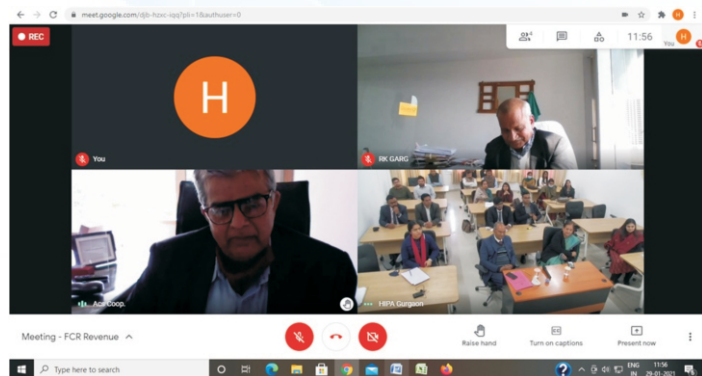 meet.google.com/djb-hzxc-iqq?pli=1&authuser=0
H
REC
11:56
You
H
H
You
RK GARG
Acs Coop.
HIPA Gurgaon
Meeting - FCR Revenue
Raise hand
Turn on captions
Present now
Type here to search
ENG
IN
11:56
29-01-2021